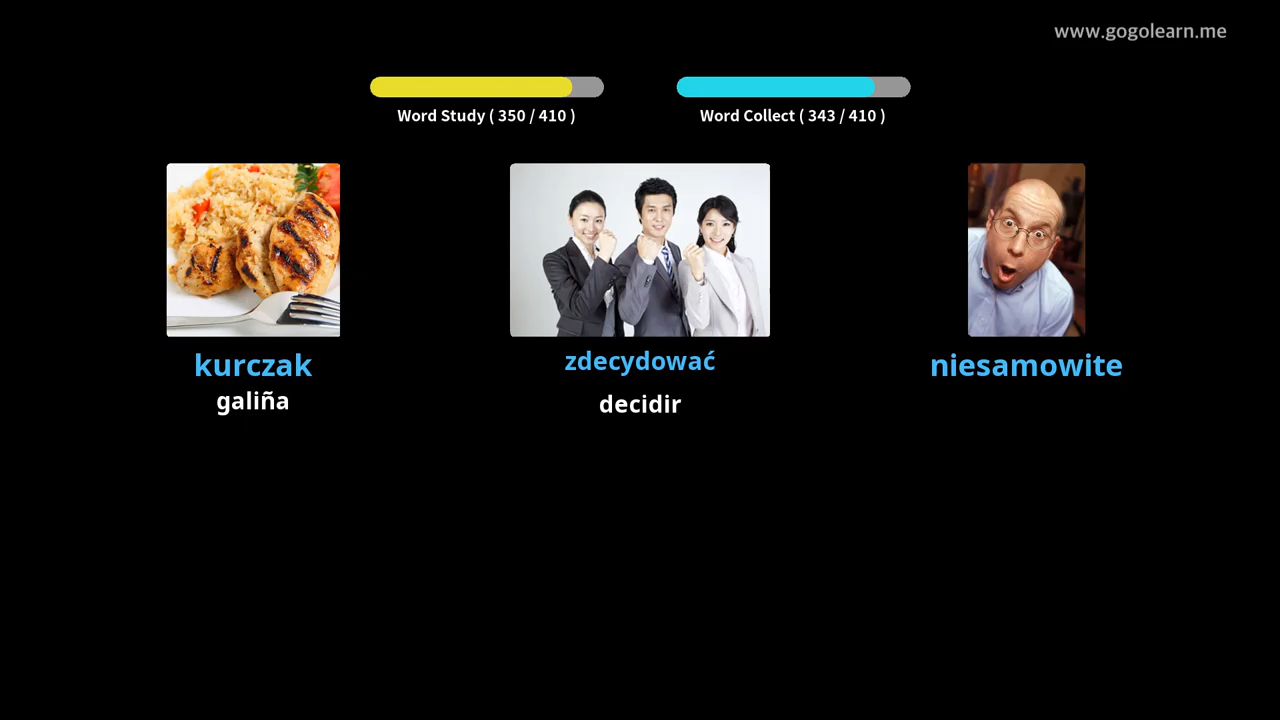 www.gogolearn.me
Word Study ( 350 / 410 )
Word Collect ( 343 / 410 )
kurczak
galiña
zdecydować
decidir
niesamowite